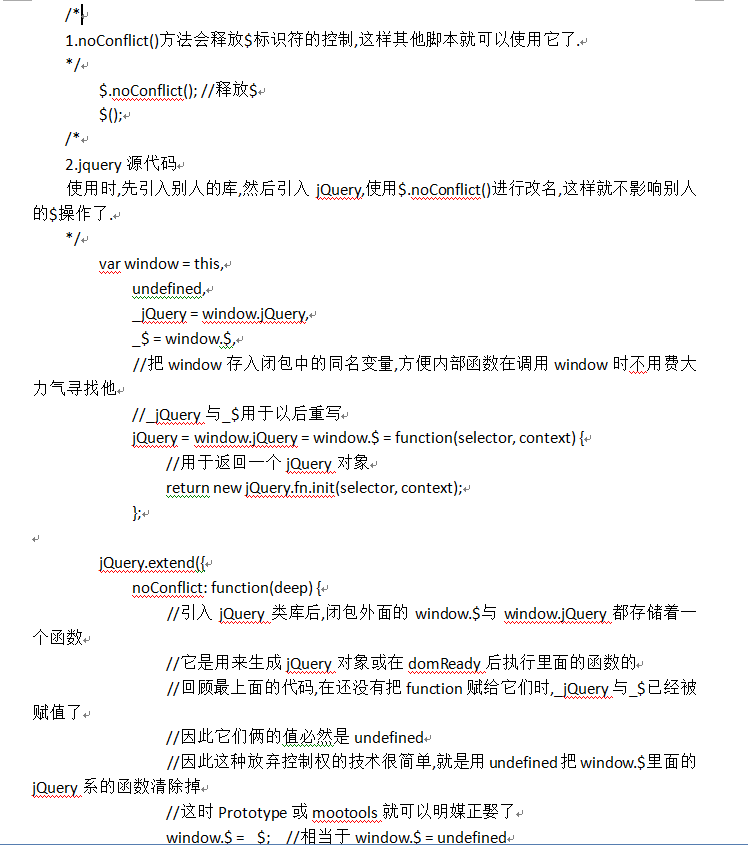 /*
1.noConflict()方法会释放$标识符的控制,这样其他脚本就可以使用它了.
*/
$.noConflict(); //释放$
$();
/*
2.jquery 源代码
使用时,先引入别人的库,然后引入 jQuery,使用$.noConflict()进行改名,这样就不影响别人
的$操作了.
*/
var window = this,
undefined,
_jQuery = window.jQuery,
_$ = window.$,
//把 window 存入闭包中的同名变量,方便内部函数在调用 window 时不用费大
力气寻找他
//_jQuery 与_$用于以后重写
jQuery = window.jQuery = window.$ = function(selector, context) {
//用于返回一个 jQuery 对象
return new jQuery.fn.init(selector, context);
};
jQuery.extend({
noConflict: function(deep) {
//引入 jQuery 类库后,闭包外面的 window.$与 window.jQuery 都存储着一
个函数
//它是用来生成 jQuery 对象或在 domReady 后执行里面的函数的
//回顾最上面的代码,在还没有把 function 赋给它们时,_jQuery 与_$已经被
赋值了
//因此它们俩的值必然是 undefined
//因此这种放弃控制权的技术很简单,就是用 undefined 把 window.$里面的
jQuery 系的函数清除掉
//这时 Prototype 或 mootools 就可以明媒正娶了
window.$ = _$; //相当于 window.$ = undefined